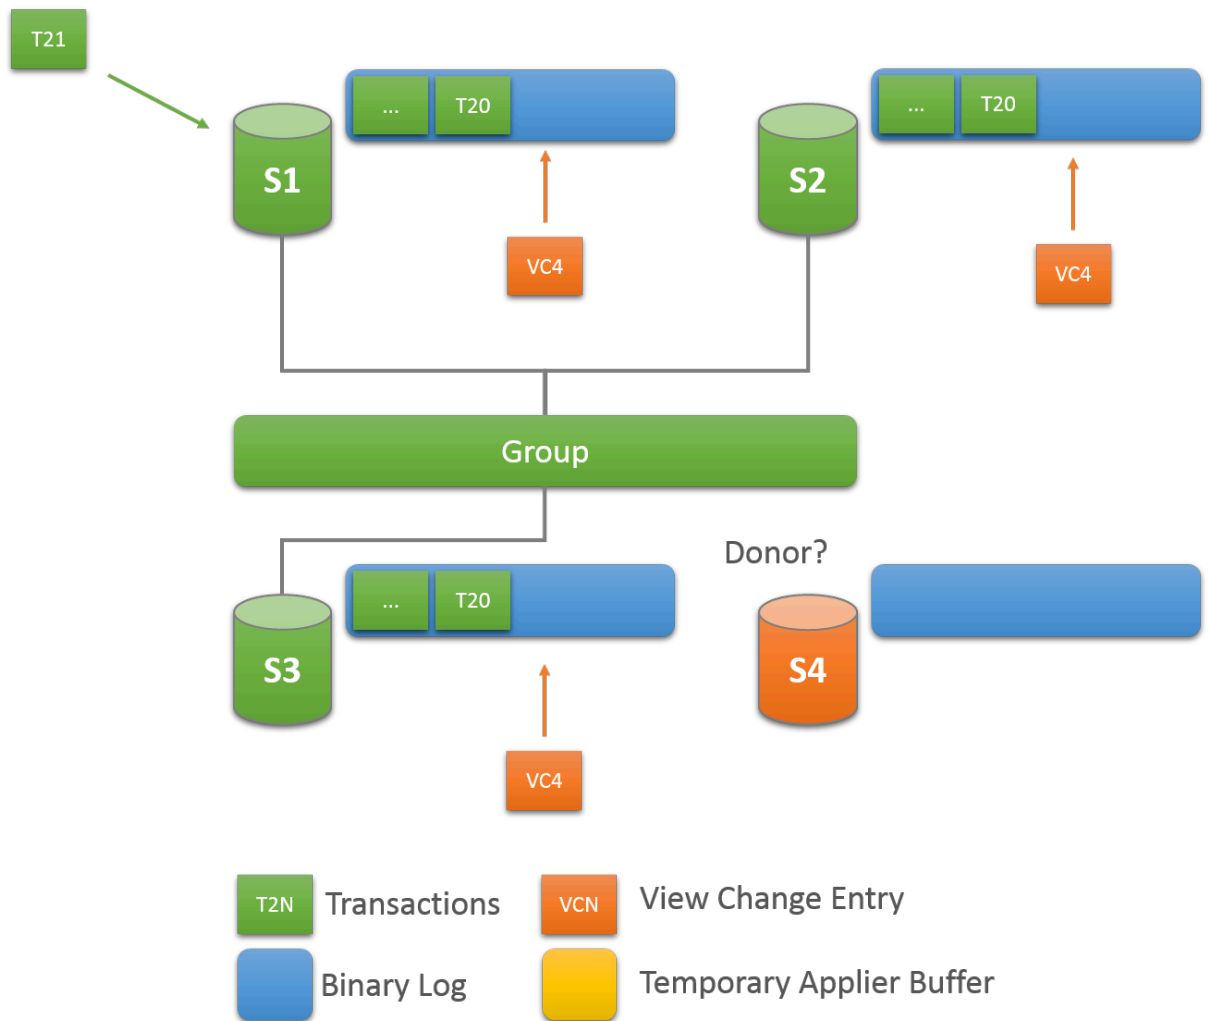 T21
... T20
... T20
S1
S2
VC4
VC4
Group
Donor?
... T20
S3
S4
VC4
T2N Transactions
VCN View Change Entry
Binary Log
Temporary Applier Buffer